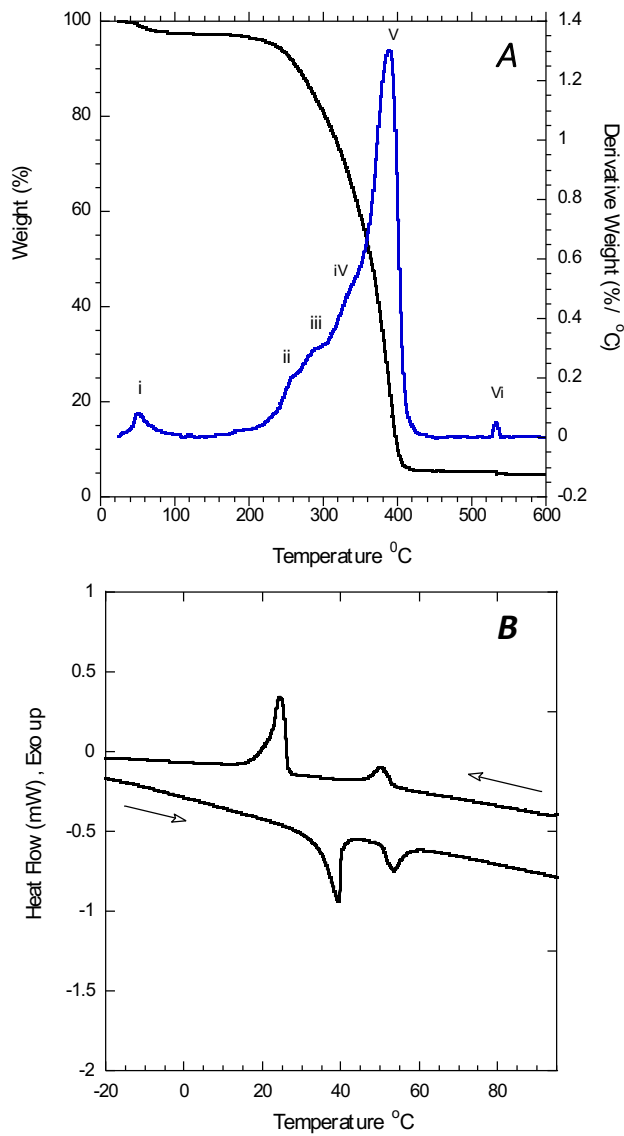 A
V
iV
iii
ii
i
Vi
100
80
60
40
20
0
1.4
1.2
1
0.8
0.6
0.4
0.2
0
-0.2
0 100 200 300 400 500 600
Weight (%)
Derivative Weight (%/ °C)
Temperature ⁰C
B
1
0.5
0
-0.5
-1
-1.5
-2
-20 0 20 40 60 80
Heat Flow (mW) , Exo up
Temperature ⁰C